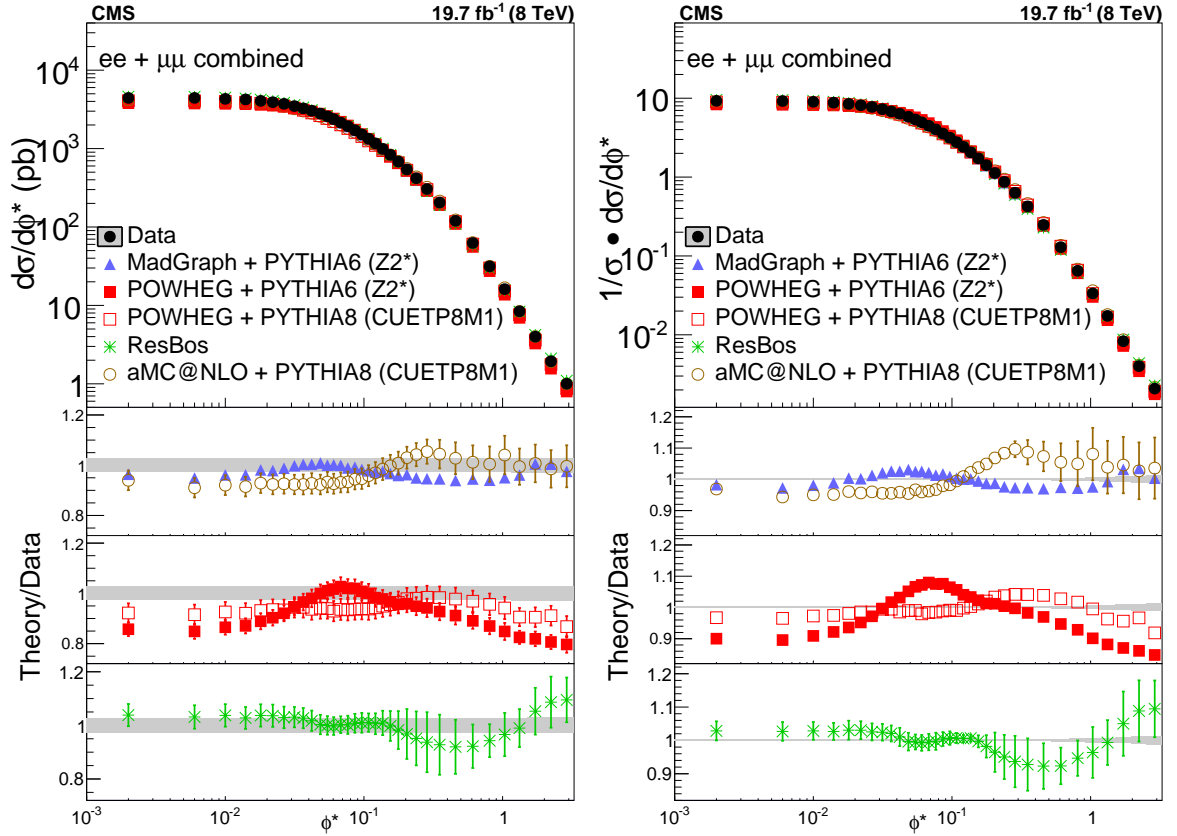 CMS 19.7 fb⁻¹ (8 TeV)
ee + μμ combined
dσ/dϕ* (pb)
10⁴
10³
10²
10
1
Data
MadGraph + PYTHIA6 (Z2*)
POWHEG + PYTHIA6 (Z2*)
POWHEG + PYTHIA8 (CUETP8M1)
ResBos
aMC@NLO + PYTHIA8 (CUETP8M1)
Theory/Data
1.2
1
0.8
1.2
1
0.8
1.2
1
0.8
10⁻³ 10⁻² 10⁻¹ 1
ϕ*
CMS 19.7 fb⁻¹ (8 TeV)
ee + μμ combined
1/σ • dσ/dϕ*
10
1
10⁻¹
10⁻²
Data
MadGraph + PYTHIA6 (Z2*)
POWHEG + PYTHIA6 (Z2*)
POWHEG + PYTHIA8 (CUETP8M1)
ResBos
aMC@NLO + PYTHIA8 (CUETP8M1)
Theory/Data
1.2
1.1
1
0.9
1.2
1.1
1
0.9
1.2
1.1
1
0.9
10⁻³ 10⁻² 10⁻¹ 1
ϕ*